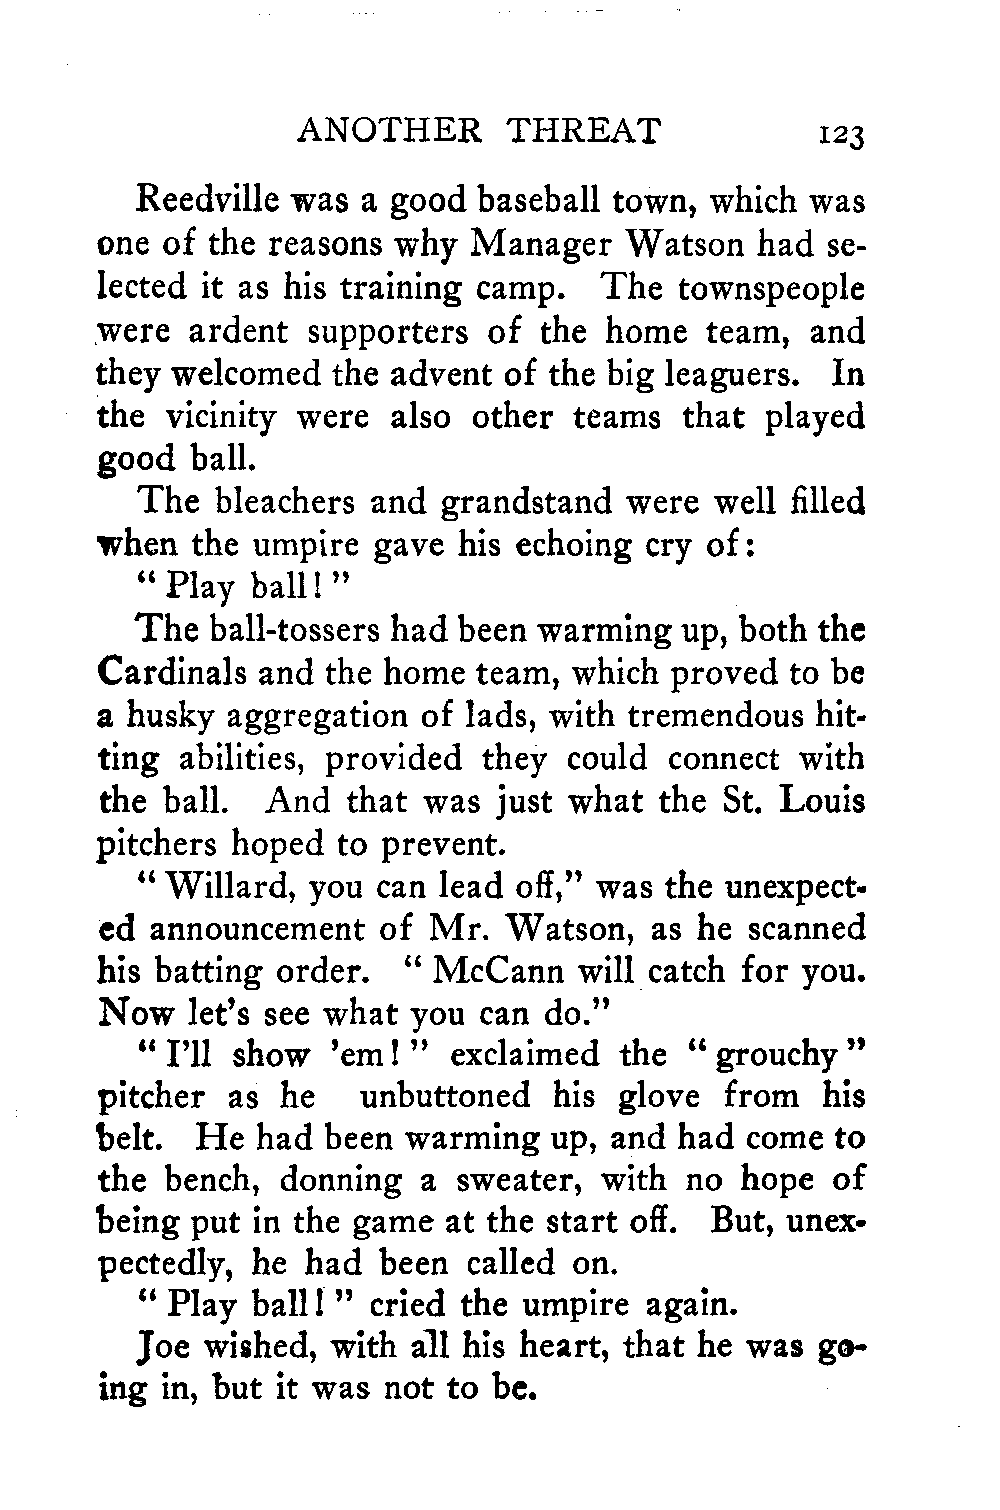 ANOTHER THREAT 123
Reedville was a good baseball town, which was
one of the reasons why Manager Watson had se-
lected it as his training camp. The townspeople
were ardent supporters of the home team, and
they welcomed the advent of the big leaguers. In
the vicinity were also other teams that played
good ball.
The bleachers and grandstand were well filled
when the umpire gave his echoing cry of:
“ Play ball! ”
The ball-tossers had been warming up, both the
Cardinals and the home team, which proved to be
a husky aggregation of lads, with tremendous hit-
ting abilities, provided they could connect with
the ball. And that was just what the St. Louis
pitchers hoped to prevent.
“ Willard, you can lead off,” was the unexpect-
ed announcement of Mr. Watson, as he scanned
his batting order. “ McCann will catch for you.
Now let’s see what you can do.”
“ I’ll show ’em! ” exclaimed the “ grouchy ”
pitcher as he unbuttoned his glove from his
belt. He had been warming up, and had come to
the bench, donning a sweater, with no hope of
being put in the game at the start off. But, unex-
pectedly, he had been called on.
“ Play ball! ” cried the umpire again.
Joe wished, with all his heart, that he was go-
ing in, but it was not to be.